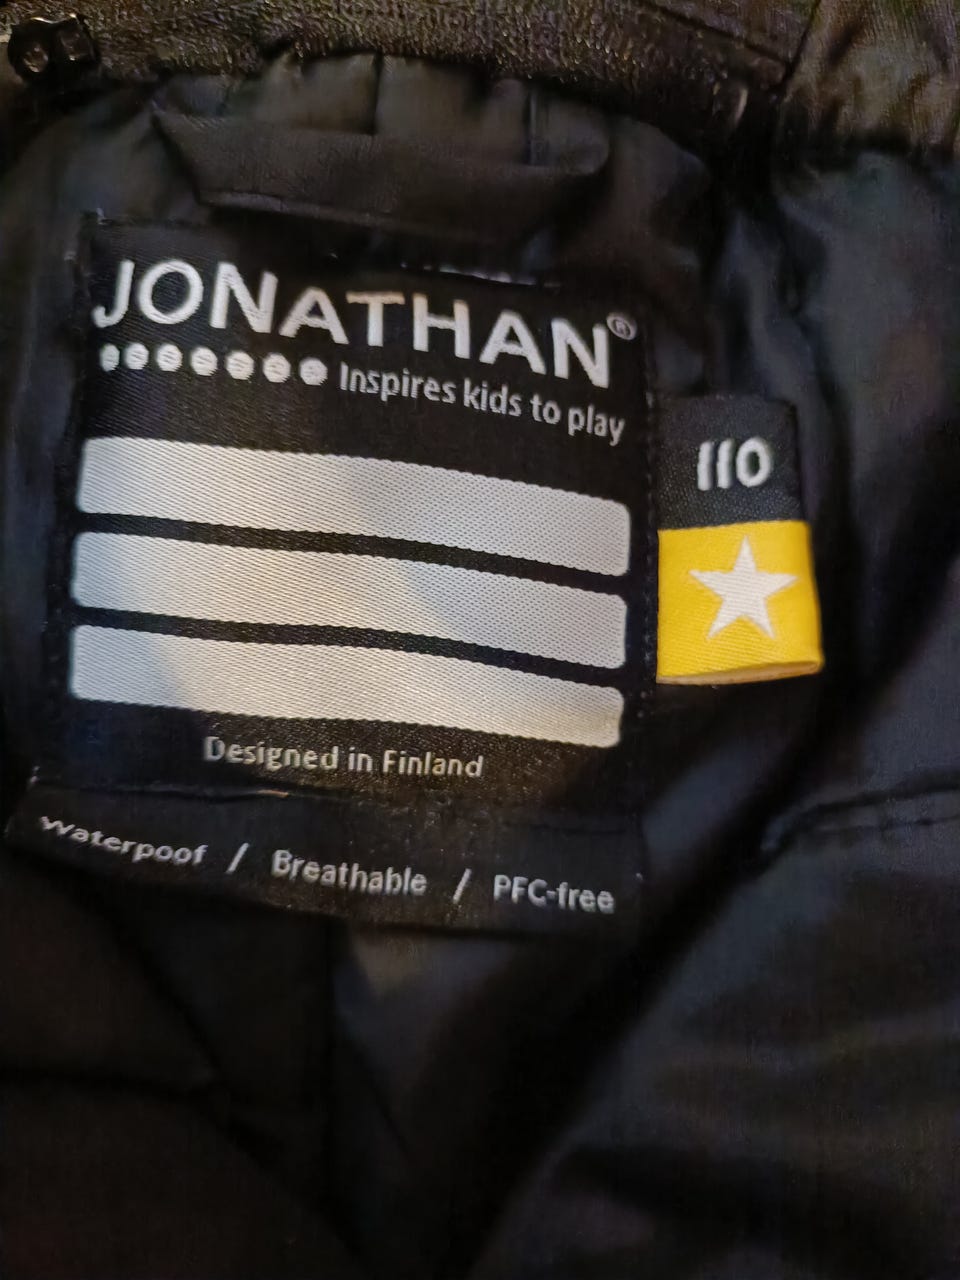 JONATHAN®
Inspires kids to play
110
Designed in Finland
Waterpoof / Breathable / PFC-free